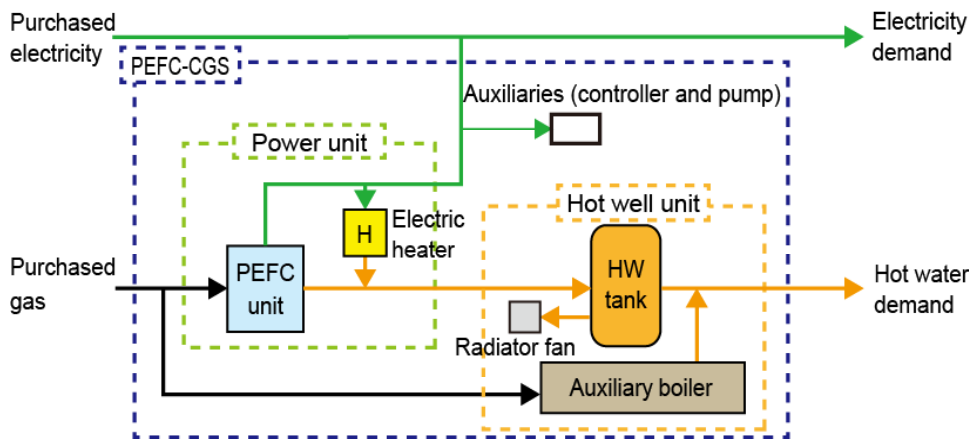 Purchased
electricity
Electricity
demand
PEFC-CGS
Auxiliaries (controller and pump)
Power unit
Hot well unit
H
Electric
heater
Purchased
gas
PEFC
unit
HW
tank
Hot water
demand
Radiator fan
Auxiliary boiler